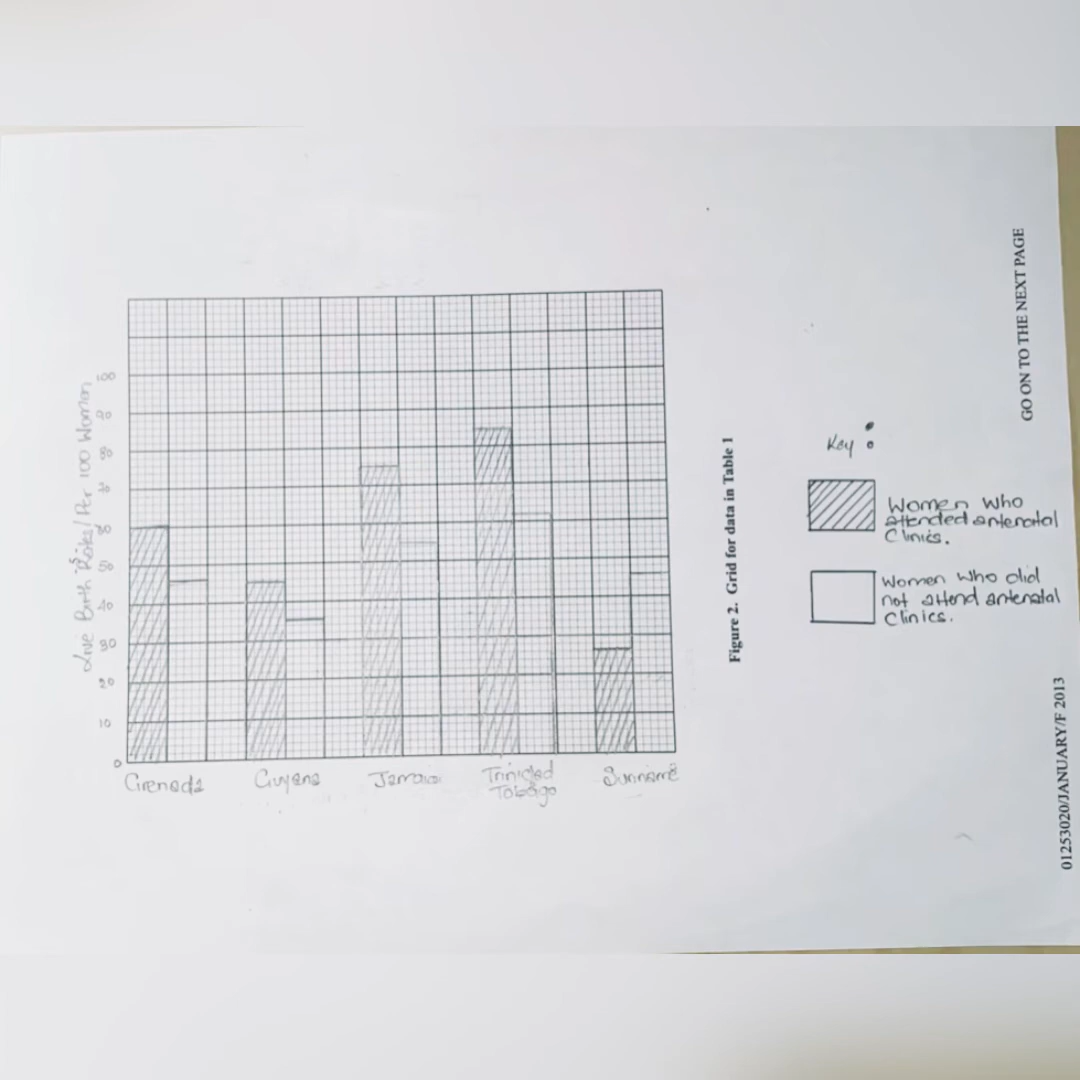 Live Births Rates/Per 100 Women
100
90
80
70
60
50
40
30
20
10
0
Grenada
Guyana
Jamaica
Trinidad
Tobago
Suriname
Figure 2. Grid for data in Table 1
Key :
Women who
attended antenatal
Clinics.
Women who did
not attend antenatal
Clinics.
GO ON TO THE NEXT PAGE
01253020/JANUARY/F 2013